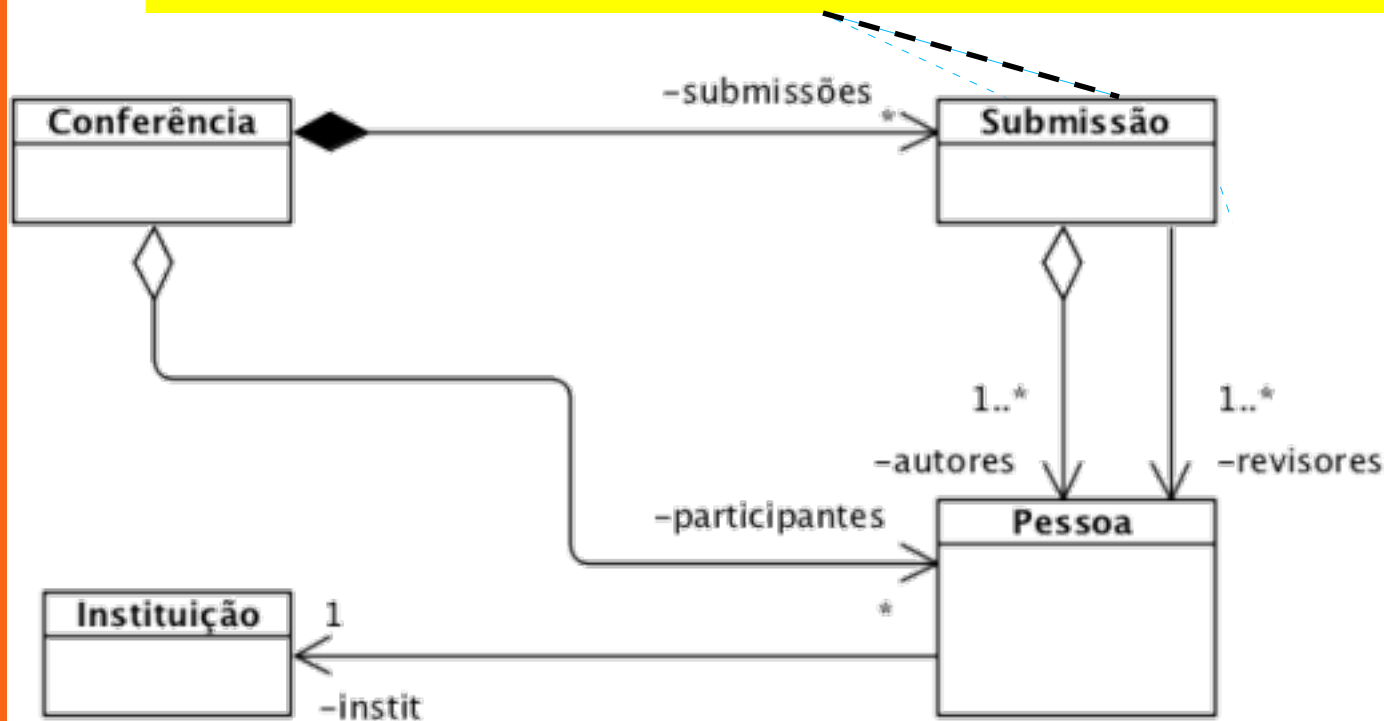 -submissões
*
Conferência
Submissão
1..*
1..*
-autores
-revisores
-participantes
Pessoa
*
Instituição
1
-instit